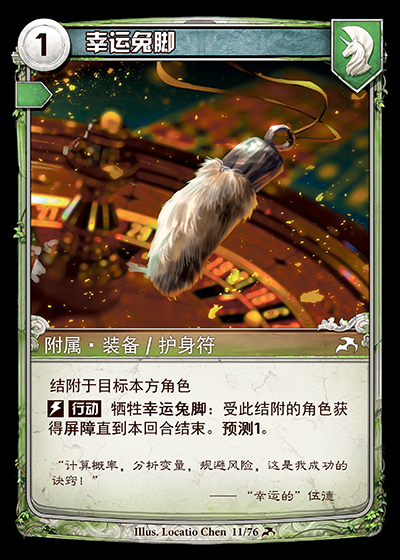 1 幸运兔脚
附属·装备 / 护身符
结附于目标本方角色
行动 牺牲幸运兔脚：受此结附的角色获
得屏障直到本回合结束。预测1。
“计算概率，分析变量，规避风险，这是我成功的
诀窍！”
——“幸运的”伍德
Illus. Locatio Chen 11/76